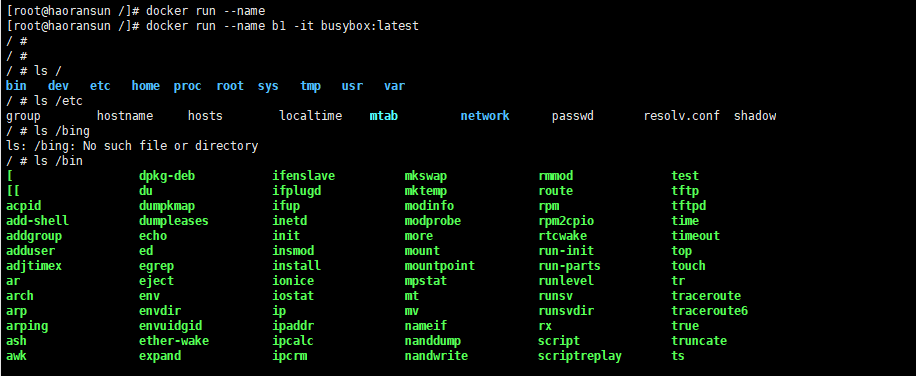 [root@haoransun /]# docker run --name
[root@haoransun /]# docker run --name b1 -it busybox:latest
/ #
/ #
/ # ls /
bin dev etc home proc root sys tmp usr var
/ # ls /etc
group hostname hosts localtime mtab network passwd resolv.conf shadow
/ # ls /bing
ls: /bing: No such file or directory
/ # ls /bin
[ dpkg-deb ifenslave mkswap rmmod test
[[ du ifplugd mktemp route tftp
acpid dumpkmap ifup modinfo rpm tftpd
add-shell dumpleases inetd modprobe rpm2cpio time
addgroup echo init more rtcwake timeout
adduser ed insmod mount run-init top
adjtimex egrep install mountpoint run-parts touch
ar eject ionice mpstat runlevel tr
arch env iostat mt runsv traceroute
arp envdir ip mv runsvdir traceroute6
arping envuidgid ipaddr nameif rx true
ash ether-wake ipcalc nanddump script truncate
awk expand ipcrm nandwrite scriptreplay ts